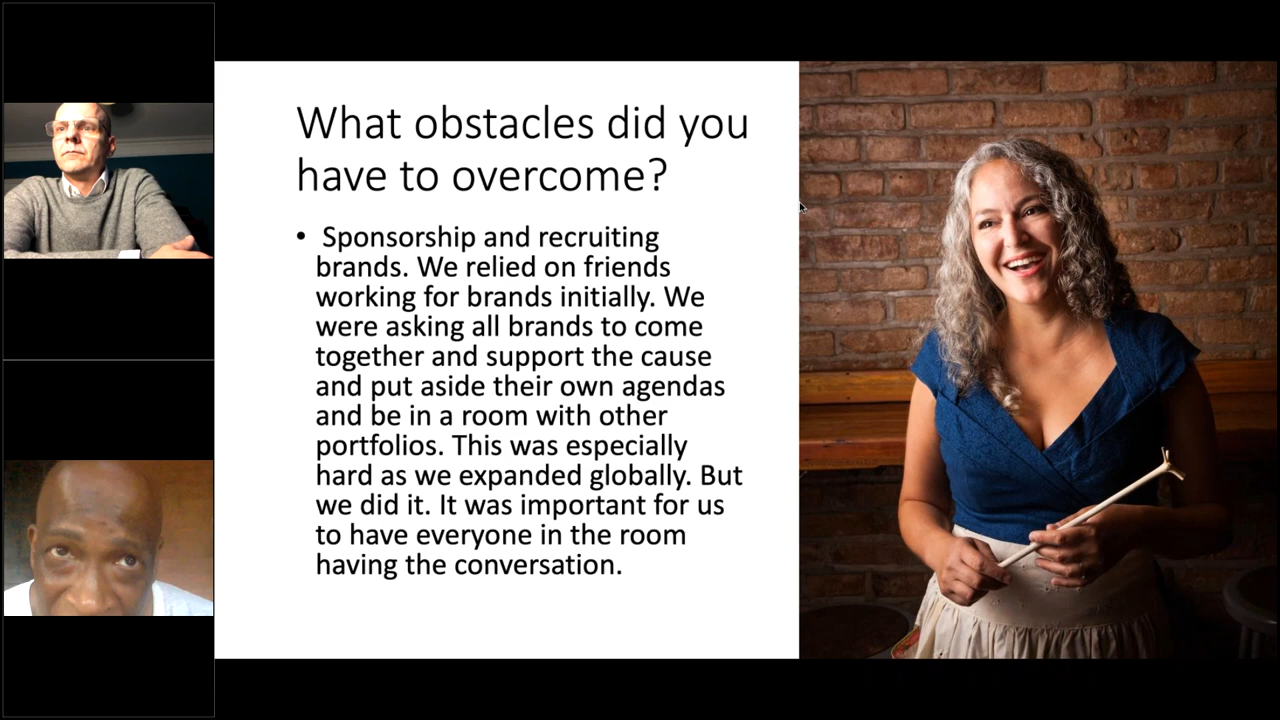 What obstacles did you
have to overcome?
• Sponsorship and recruiting
brands. We relied on friends
working for brands initially. We
were asking all brands to come
together and support the cause
and put aside their own agendas
and be in a room with other
portfolios. This was especially
hard as we expanded globally. But
we did it. It was important for us
to have everyone in the room
having the conversation.